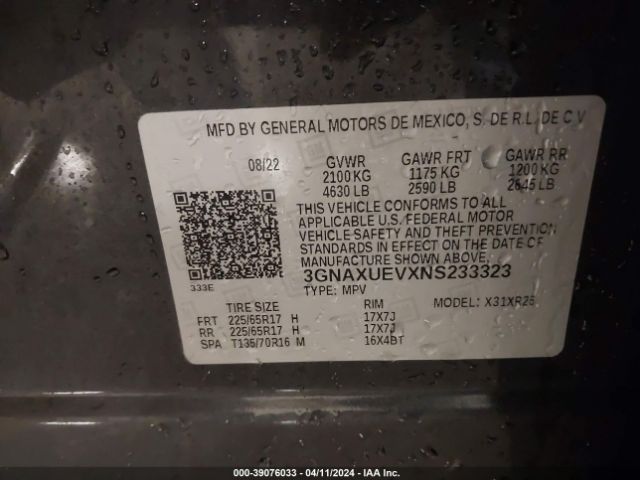 MFD BY GENERAL MOTORS DE MEXICO, S. DE R.L. DE C V
08/22 GVWR GAWR FRT GAWR RR
2100 KG 1175 KG 1200 KG
4630 LB 2590 LB 2645 LB
THIS VEHICLE CONFORMS TO ALL
APPLICABLE U.S. FEDERAL MOTOR
VEHICLE SAFETY AND THEFT PREVENTION
STANDARDS IN EFFECT ON THE DATE OF
MANUFACTURE SHOWN ABOVE.
3GNAXUEVXNS233323
333E TYPE: MPV MODEL: X31XR26
TIRE SIZE RIM
FRT 225/65R17 H 17X7J
RR 225/65R17 H 17X7J
SPA T135/70R16 M 16X4BT
000-39076033 - 04/11/2024 - IAA Inc.